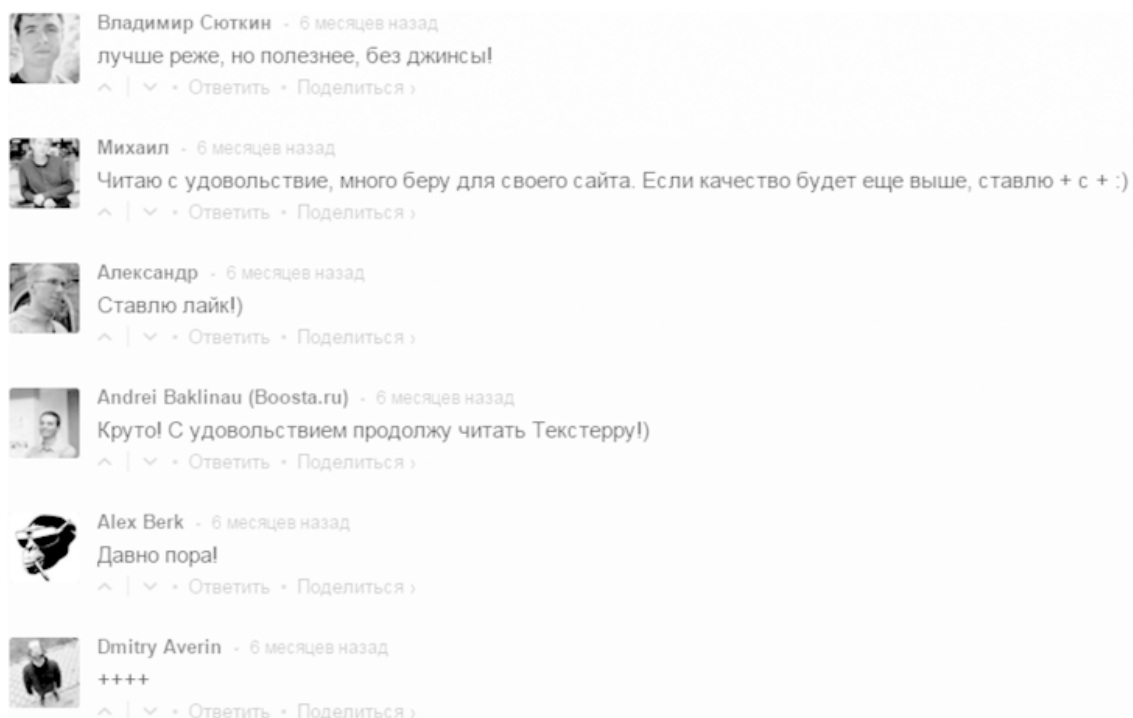 Владимир Сюткин • 6 месяцев назад
лучше реже, но полезнее, без джинсы!
Ответить • Поделиться ›
Михаил • 6 месяцев назад
Читаю с удовольствие, много беру для своего сайта. Если качество будет еще выше, ставлю + с + :)
Ответить • Поделиться ›
Александр • 6 месяцев назад
Ставлю лайк!)
Ответить • Поделиться ›
Andrei Baklinau (Boosta.ru) • 6 месяцев назад
Круто! С удовольствием продолжу читать Текстерру!)
Ответить • Поделиться ›
Alex Berk • 6 месяцев назад
Давно пора!
Ответить • Поделиться ›
Dmitry Averin • 6 месяцев назад
++++
Ответить • Поделиться ›